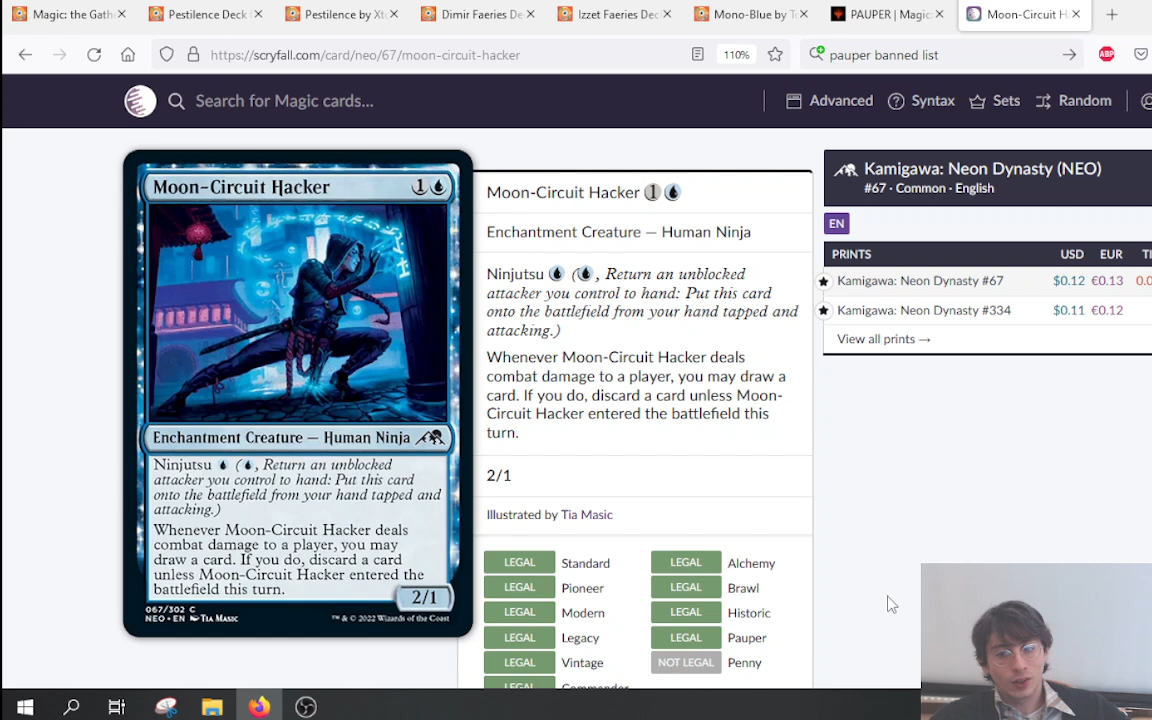 Magic: the Gath
Pestilence Deck
Pestilence by Xt
Dimir Faeries De
Izzet Faeries Dec
Mono-Blue by T
PAUPER | Magic:
Moon-Circuit H
https://scryfall.com/card/neo/67/moon-circuit-hacker
110%
pauper banned list
ABP
Search for Magic cards...
Advanced
Syntax
Sets
Random
Moon-Circuit Hacker 1
Enchantment Creature — Human Ninja
Ninjutsu (, Return an unblocked
attacker you control to hand: Put this card
onto the battlefield from your hand tapped and
attacking.)
Whenever Moon-Circuit Hacker deals
combat damage to a player, you may
draw a card. If you do, discard a card
unless Moon-Circuit Hacker entered the
battlefield this turn.
2/1
067/302 C
NEO • EN Tia Masic
™ & © 2022 Wizards of the Coast
Moon-Circuit Hacker 1
Enchantment Creature — Human Ninja
Ninjutsu (, Return an unblocked
attacker you control to hand: Put this card
onto the battlefield from your hand tapped and
attacking.)
Whenever Moon-Circuit Hacker deals
combat damage to a player, you may draw a
card. If you do, discard a card unless Moon-
Circuit Hacker entered the battlefield this
turn.
2/1
Illustrated by Tia Masic
LEGAL Standard LEGAL Alchemy
LEGAL Pioneer LEGAL Brawl
LEGAL Modern LEGAL Historic
LEGAL Legacy LEGAL Pauper
LEGAL Vintage NOT LEGAL Penny
LEGAL Commander
Kamigawa: Neon Dynasty (NEO)
#67 · Common · English
EN
PRINTS USD EUR TI
Kamigawa: Neon Dynasty #67 $0.12 €0.13 0.0
Kamigawa: Neon Dynasty #334 $0.11 €0.12
View all prints →